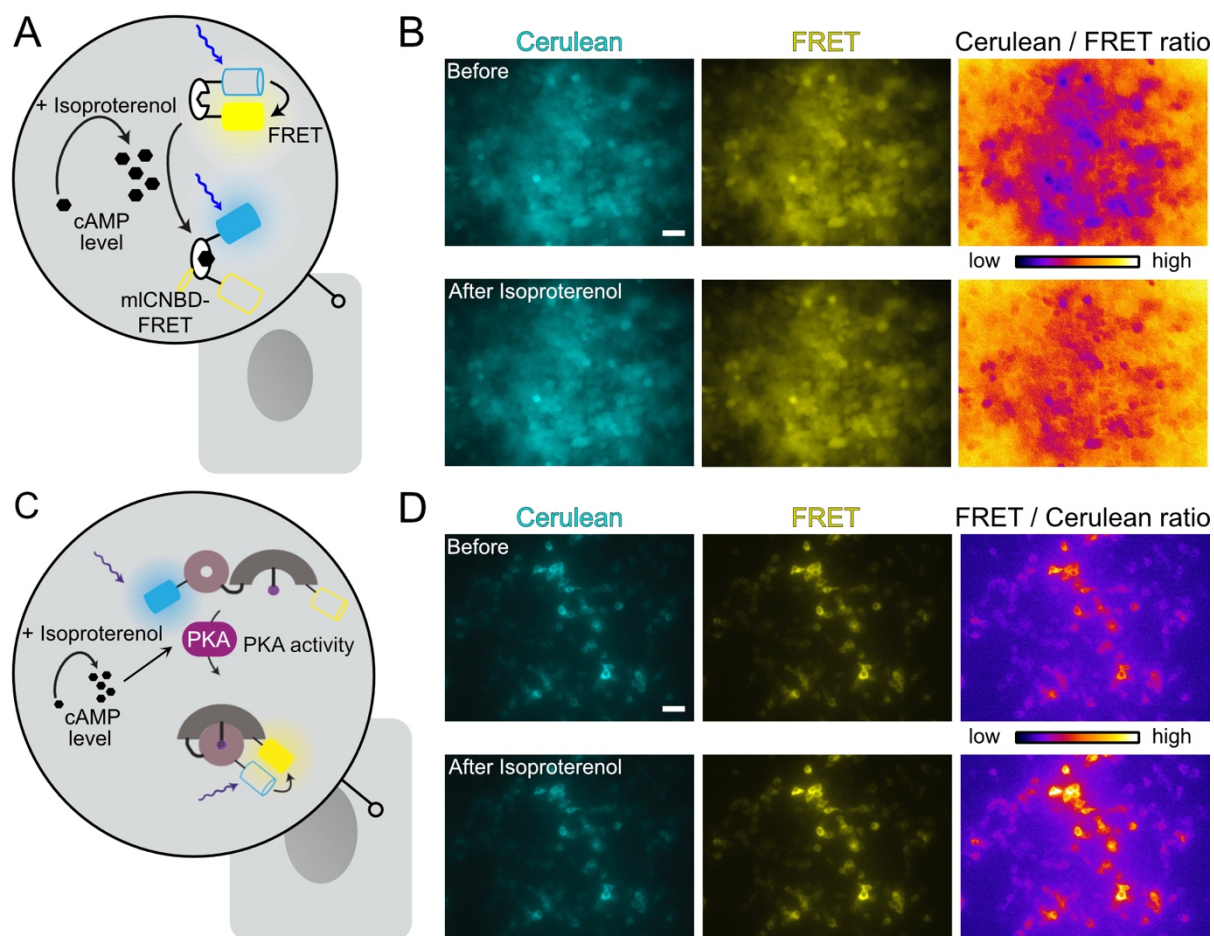 A
+ Isoproterenol
FRET
cAMP
level
mlCNBD-
FRET
B
Cerulean
FRET
Cerulean / FRET ratio
Before
low
high
After Isoproterenol
C
+ Isoproterenol
PKA
PKA activity
cAMP
level
D
Cerulean
FRET
FRET / Cerulean ratio
Before
low
high
After Isoproterenol